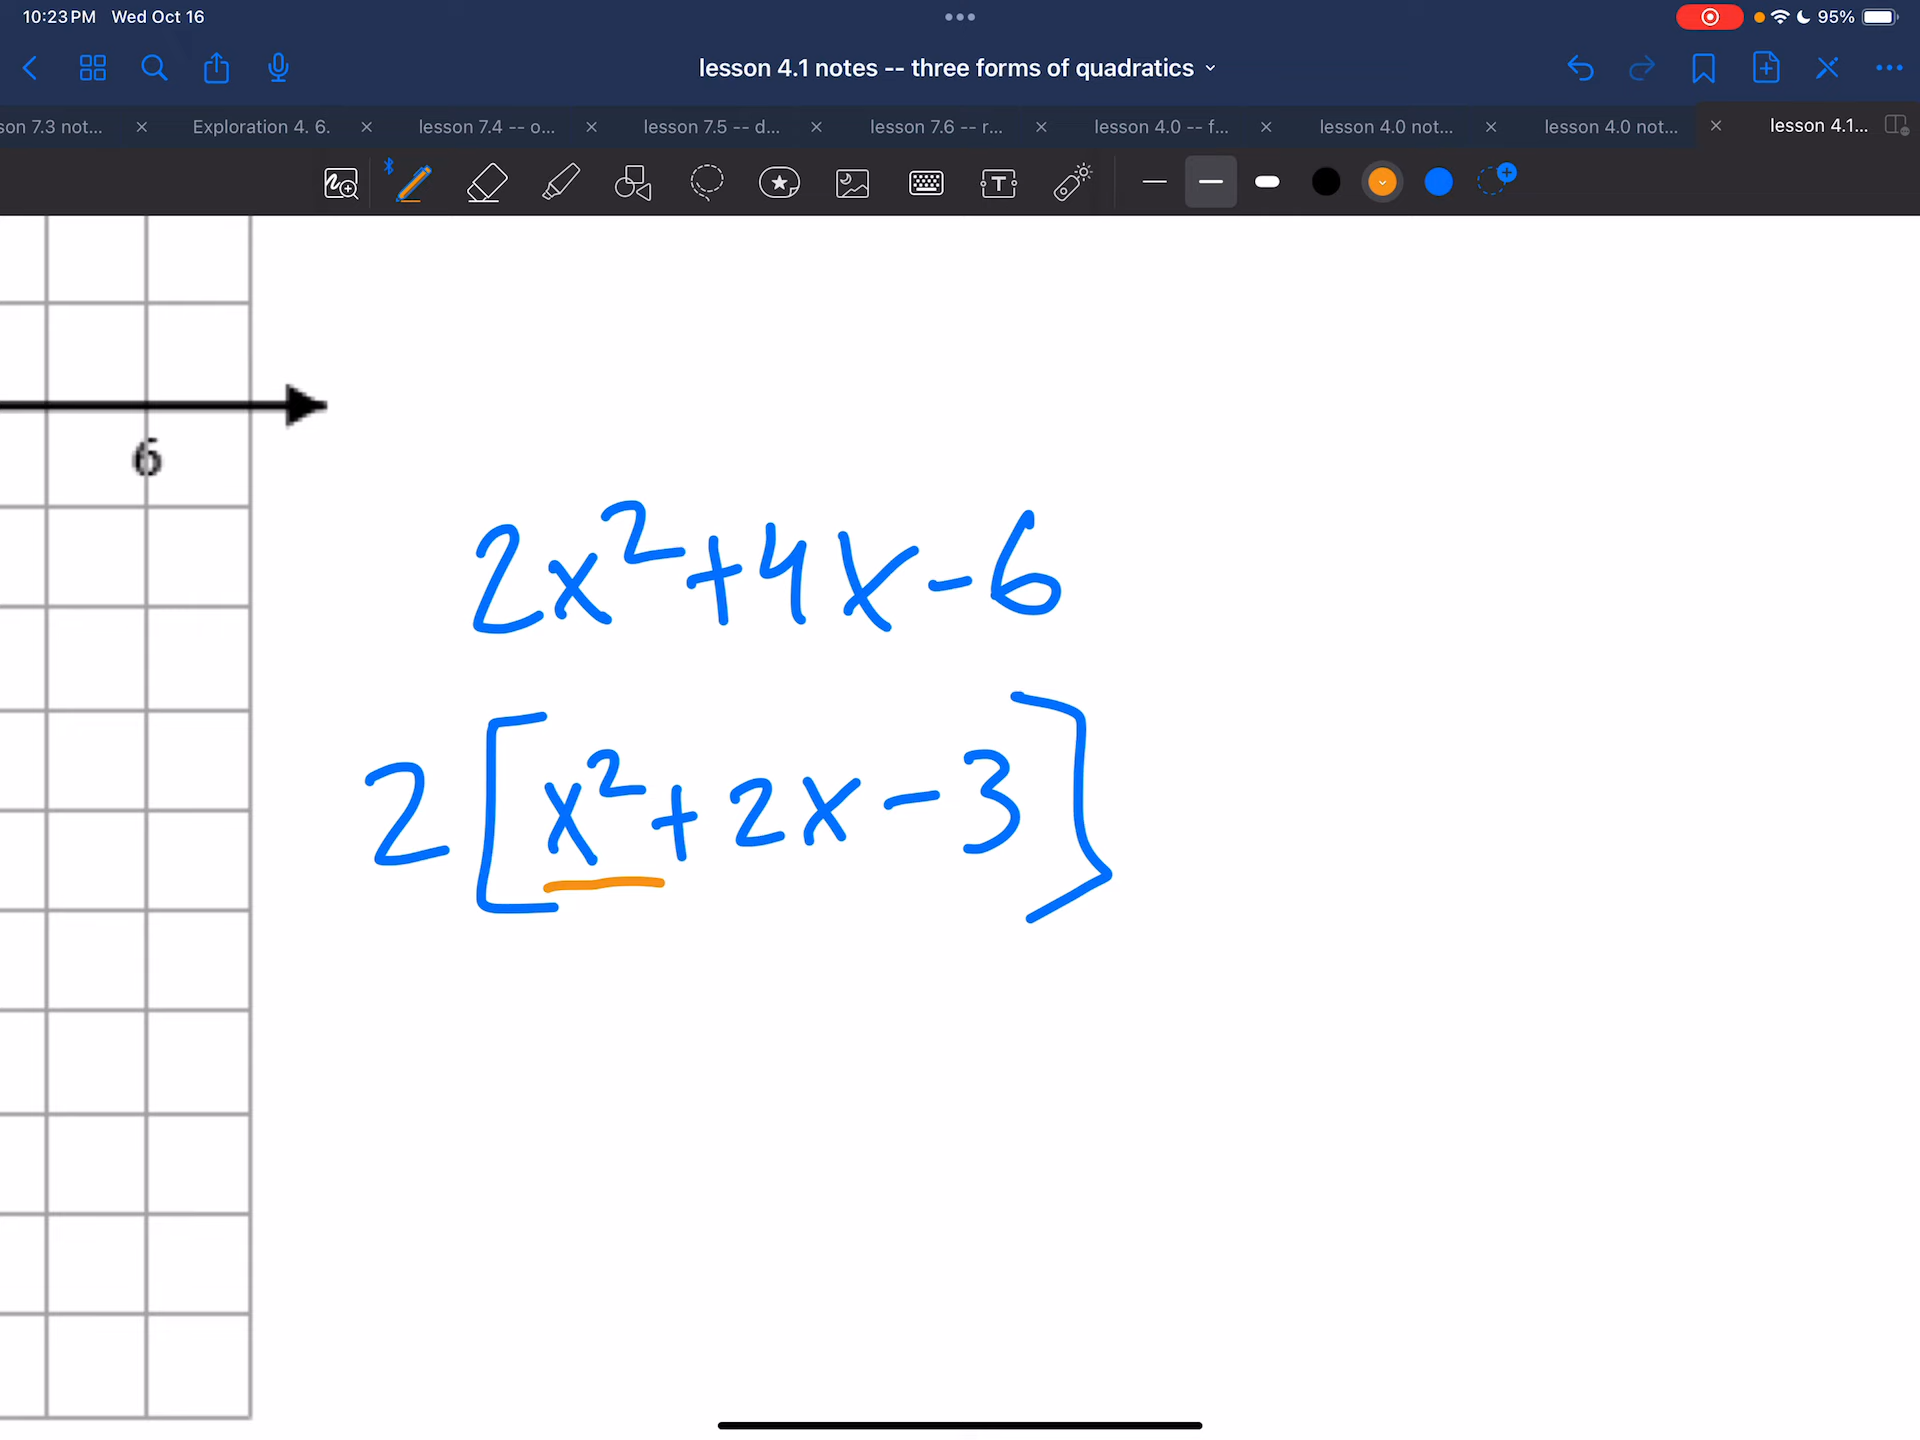 10:23 PM Wed Oct 16
95%
lesson 4.1 notes -- three forms of quadratics
son 7.3 not... Exploration 4. 6. lesson 7.4 -- o... lesson 7.5 -- d... lesson 7.6 -- r... lesson 4.0 -- f... lesson 4.0 not... lesson 4.0 not... lesson 4.1...
T
6
2x²+4x-6
2[x²+2x-3]